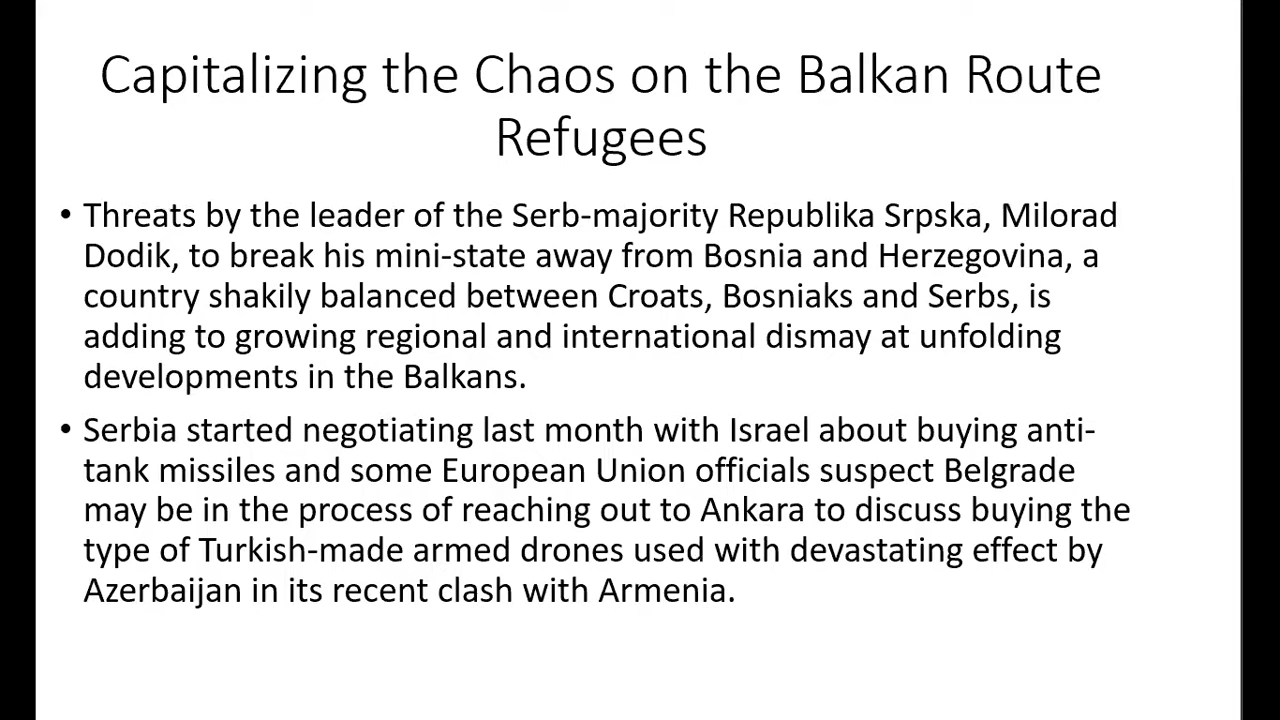 Capitalizing the Chaos on the Balkan Route
Refugees
• Threats by the leader of the Serb-majority Republika Srpska, Milorad
Dodik, to break his mini-state away from Bosnia and Herzegovina, a
country shakily balanced between Croats, Bosniaks and Serbs, is
adding to growing regional and international dismay at unfolding
developments in the Balkans.
• Serbia started negotiating last month with Israel about buying anti-
tank missiles and some European Union officials suspect Belgrade
may be in the process of reaching out to Ankara to discuss buying the
type of Turkish-made armed drones used with devastating effect by
Azerbaijan in its recent clash with Armenia.